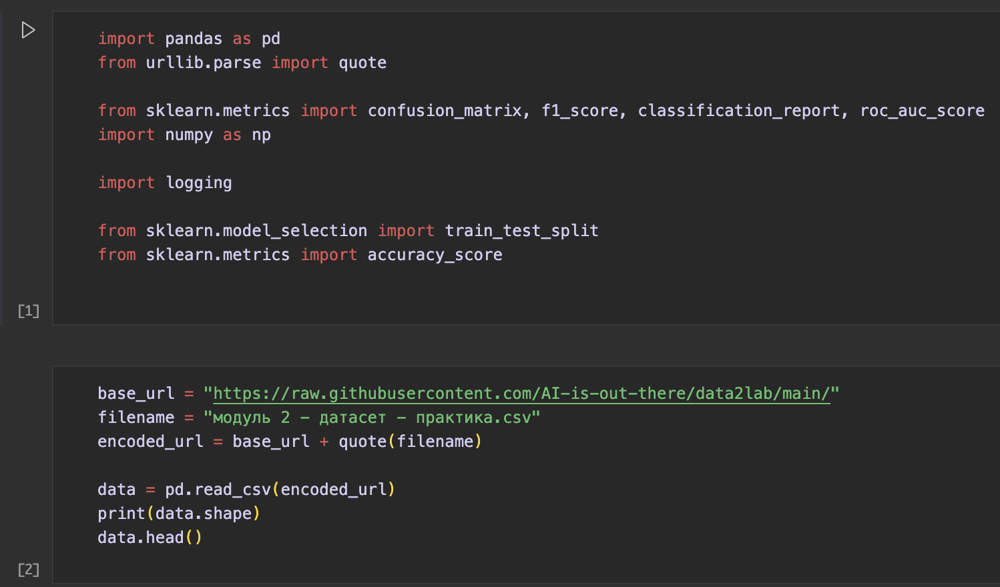 import pandas as pd
from urllib.parse import quote
from sklearn.metrics import confusion_matrix, f1_score, classification_report, roc_auc_score
import numpy as np
import logging
from sklearn.model_selection import train_test_split
from sklearn.metrics import accuracy_score
[1]
base_url = "https://raw.githubusercontent.com/AI-is-out-there/data2lab/main/"
filename = "модуль 2 - датасет - практика.csv"
encoded_url = base_url + quote(filename)
data = pd.read_csv(encoded_url)
print(data.shape)
data.head()
[2]